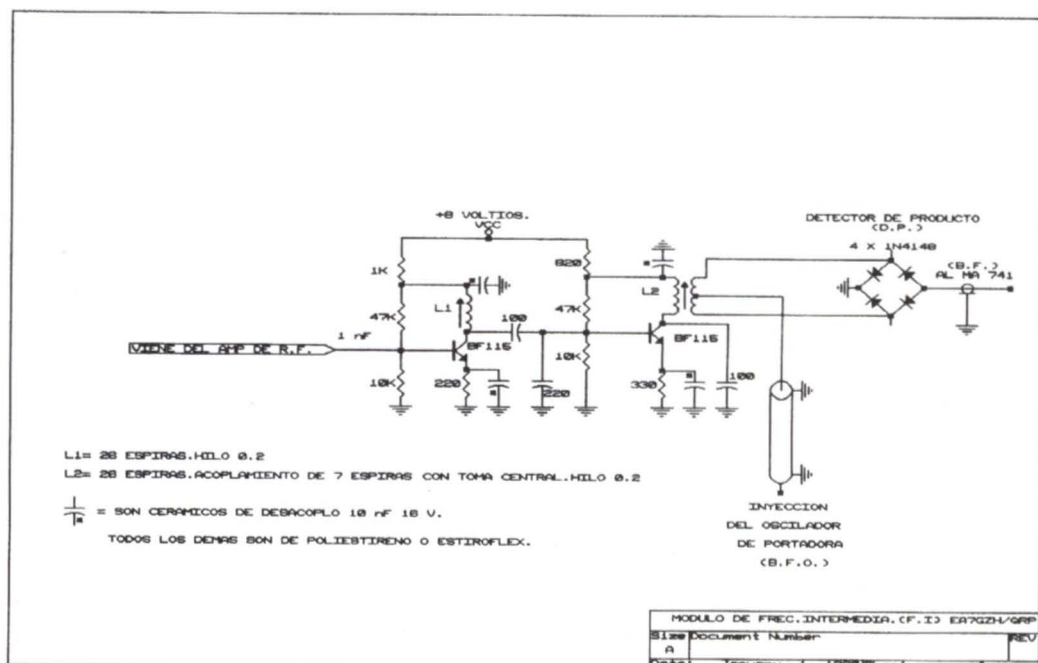 +8 VOLTIOS.
VCC
DETECTOR DE PRODUCTO
(D.P.)
4 X 1N4148
(B.F.)
AL MA 741
1K
820
L1
L2
47K
100
47K
1 nF
BF115
BF115
VIENE DEL AMP DE R.F.
10K
220
220
10K
330
100
L1= 28 ESPIRAS.HILO 0.2
L2= 28 ESPIRAS.ACOPLAMIENTO DE 7 ESPIRAS CON TOMA CENTRAL.HILO 0.2
= SON CERAMICOS DE DESACOPLO 10 nF 16 V.
TODOS LOS DEMAS SON DE POLIESTIRENO O ESTIROFLEX.
INYECCION
DEL OSCILADOR
DE PORTADORA
(B.F.O.)
MODULO DE FREC.INTERMEDIA.(F.I) EA7GZH/QRP
Size
Document Number
REV
A
Date: